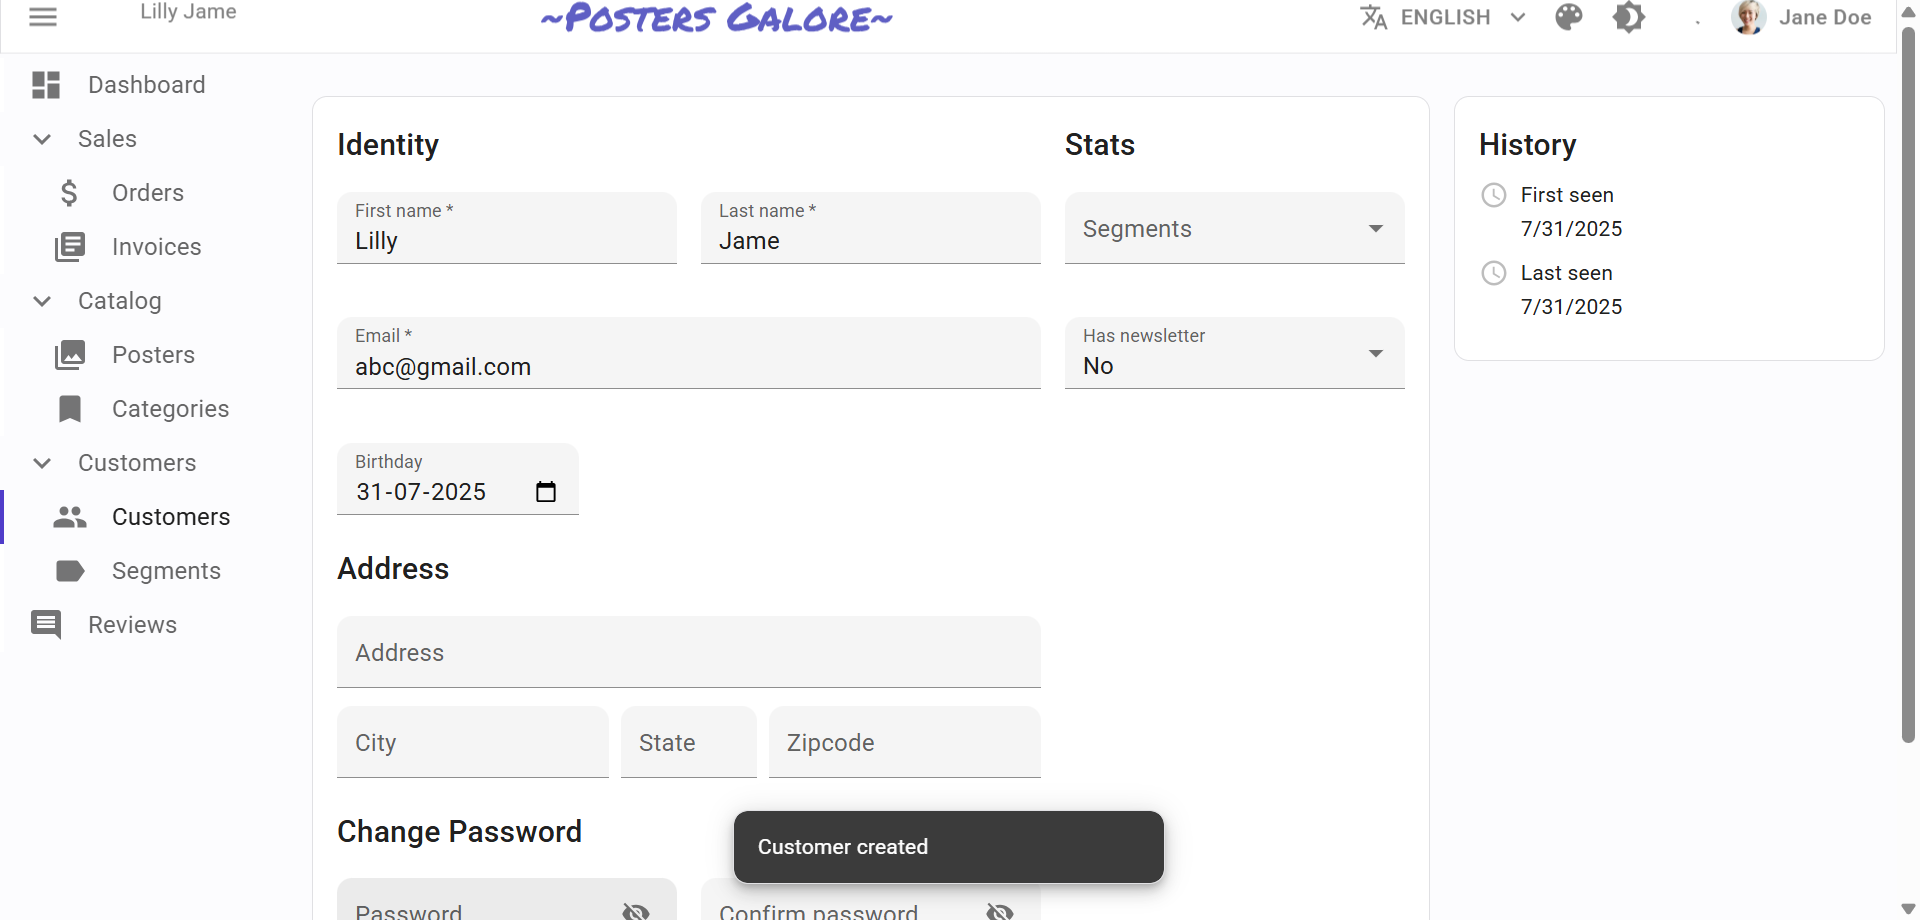 Lilly Jame
~Posters Galore~
ENGLISH
Jane Doe
Dashboard
Sales
Orders
Invoices
Catalog
Posters
Categories
Customers
Customers
Segments
Reviews
Identity
First name *
Lilly
Last name *
Jame
Email *
abc@gmail.com
Birthday
31-07-2025
Stats
Segments
Has newsletter
No
Address
Address
City
State
Zipcode
Change Password
Password
Confirm password
Customer created
History
First seen
7/31/2025
Last seen
7/31/2025